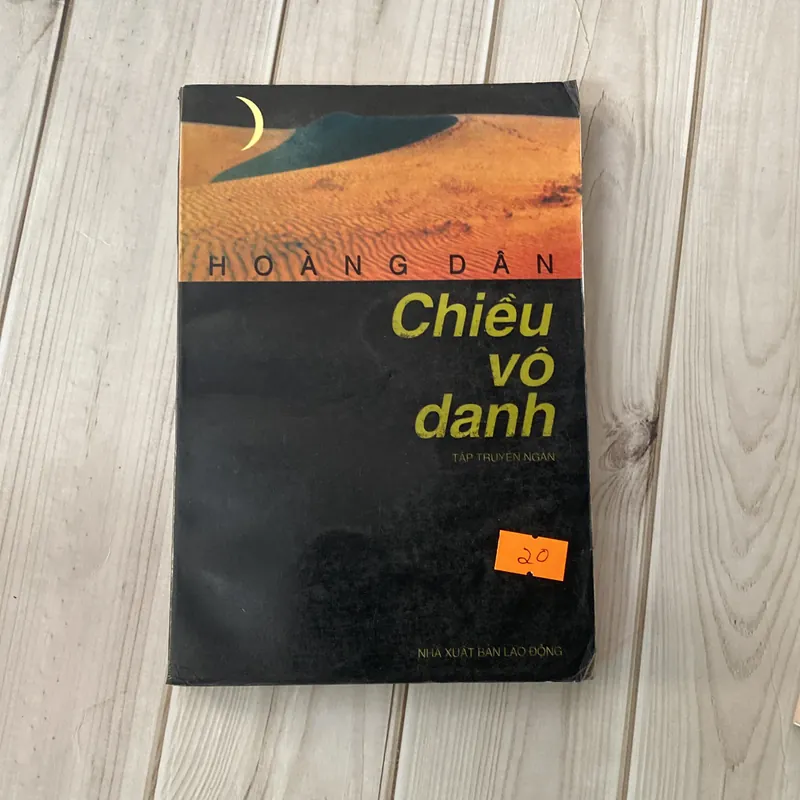 HOÀNG DÂN
Chiều
vô
danh
TẬP TRUYỆN NGẮN
20
NHÀ XUẤT BẢN LAO ĐỘNG